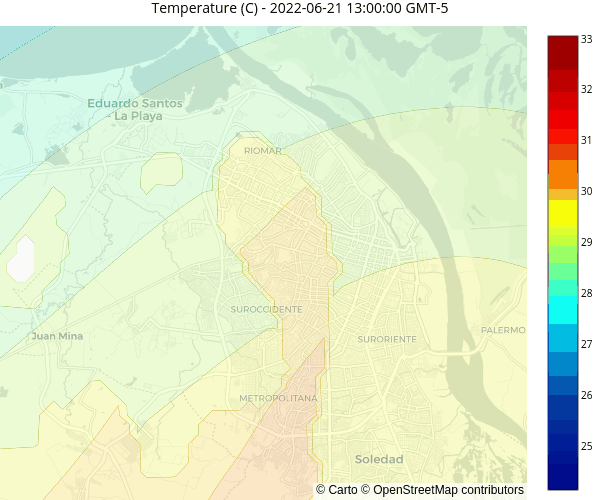 Temperature (C) - 2022-06-21 13:00:00 GMT-5
Eduardo Santos
- La Playa
RIOMAR
SUROCCIDENTE
Juan Mina
SURORIENTE
PALERMO
METROPOLITANA
Soledad
© Carto © OpenStreetMap contributors
33
32
31
30
29
28
27
26
25